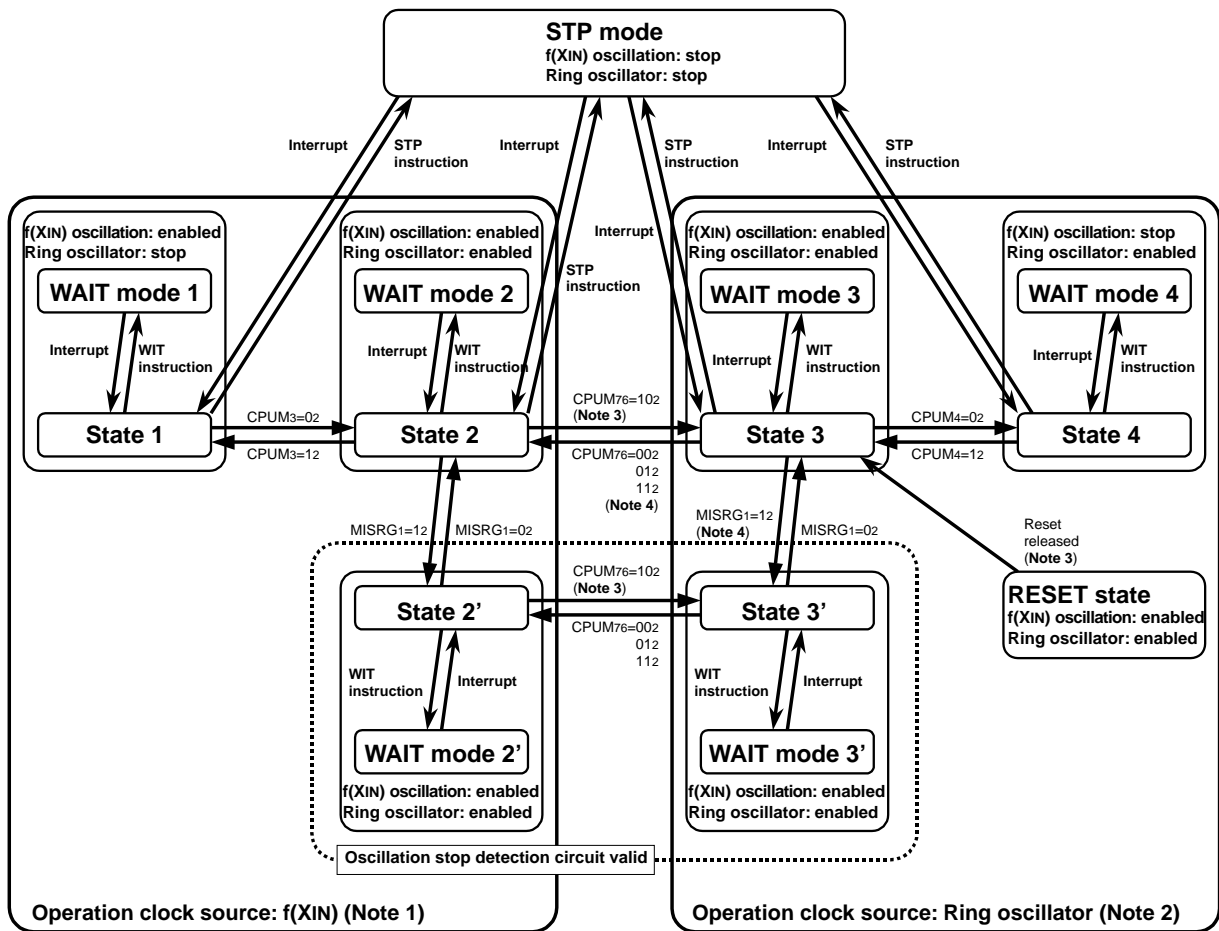 STP mode
f(XIN) oscillation: stop
Ring oscillator: stop
Interrupt
STP
instruction
Interrupt
STP
instruction
Interrupt
STP
instruction
Interrupt
STP
instruction
Interrupt
f(XIN) oscillation: enabled
Ring oscillator: stop
WAIT mode 1
Interrupt
WIT
instruction
State 1
CPUM3=02
CPUM3=12
f(XIN) oscillation: enabled
Ring oscillator: enabled
WAIT mode 2
Interrupt
WIT
instruction
State 2
CPUM76=102
(Note 3)
CPUM76=002
012
112
(Note 4)
f(XIN) oscillation: enabled
Ring oscillator: enabled
WAIT mode 3
Interrupt
WIT
instruction
State 3
CPUM4=02
CPUM4=12
f(XIN) oscillation: stop
Ring oscillator: enabled
WAIT mode 4
Interrupt
WIT
instruction
State 4
MISRG1=12
MISRG1=02
MISRG1=12
(Note 4)
MISRG1=02
Reset
released
(Note 3)
RESET state
f(XIN) oscillation: enabled
Ring oscillator: enabled
State 2’
CPUM76=102
(Note 3)
CPUM76=002
012
112
State 3’
WIT
instruction
Interrupt
WIT
instruction
Interrupt
WAIT mode 2’
f(XIN) oscillation: enabled
Ring oscillator: enabled
WAIT mode 3’
f(XIN) oscillation: enabled
Ring oscillator: enabled
Oscillation stop detection circuit valid
Operation clock source: f(XIN) (Note 1)
Operation clock source: Ring oscillator (Note 2)